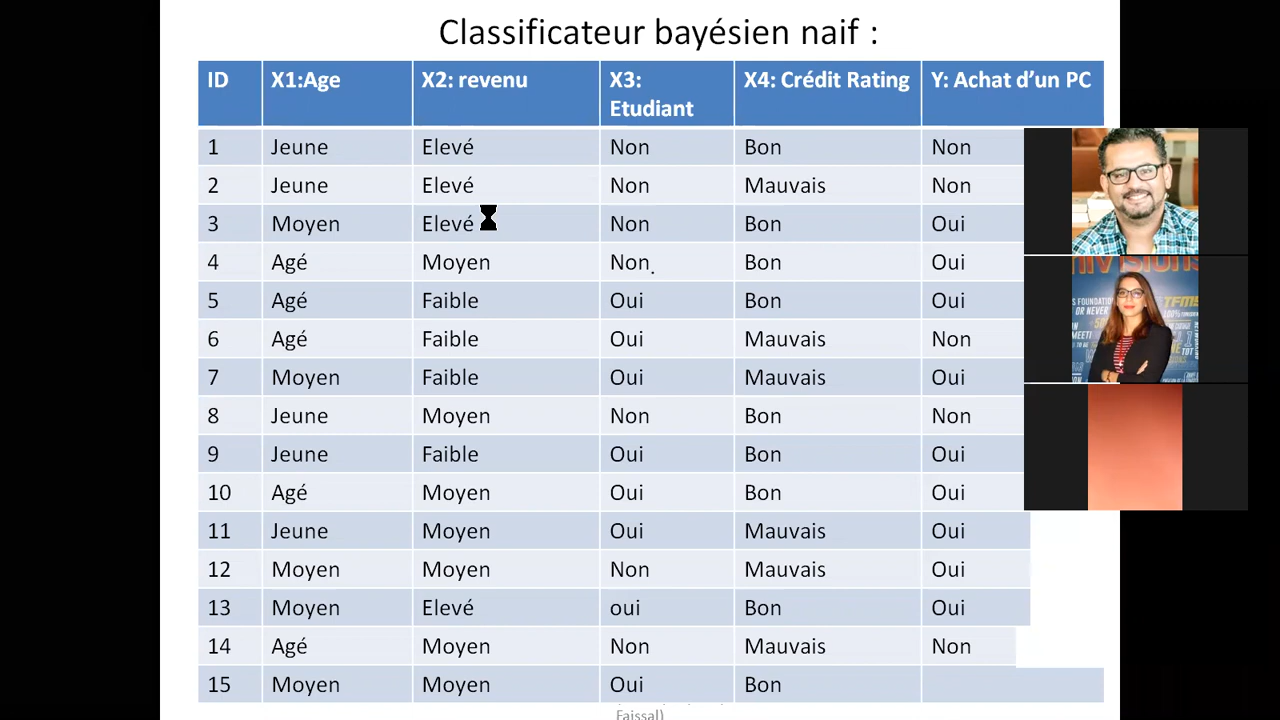 Classificateur bayésien naif :
ID X1:Age X2: revenu X3: Etudiant X4: Crédit Rating Y: Achat d’un PC
1 Jeune Elevé Non Bon Non
2 Jeune Elevé Non Mauvais Non
3 Moyen Elevé Non Bon Oui
4 Agé Moyen Non Bon Oui
5 Agé Faible Oui Bon Oui
6 Agé Faible Oui Mauvais Non
7 Moyen Faible Oui Mauvais Oui
8 Jeune Moyen Non Bon Non
9 Jeune Faible Oui Bon Oui
10 Agé Moyen Oui Bon Oui
11 Jeune Moyen Oui Mauvais Oui
12 Moyen Moyen Non Mauvais Oui
13 Moyen Elevé oui Bon Oui
14 Agé Moyen Non Mauvais Non
15 Moyen Moyen Oui Bon
Faissal)